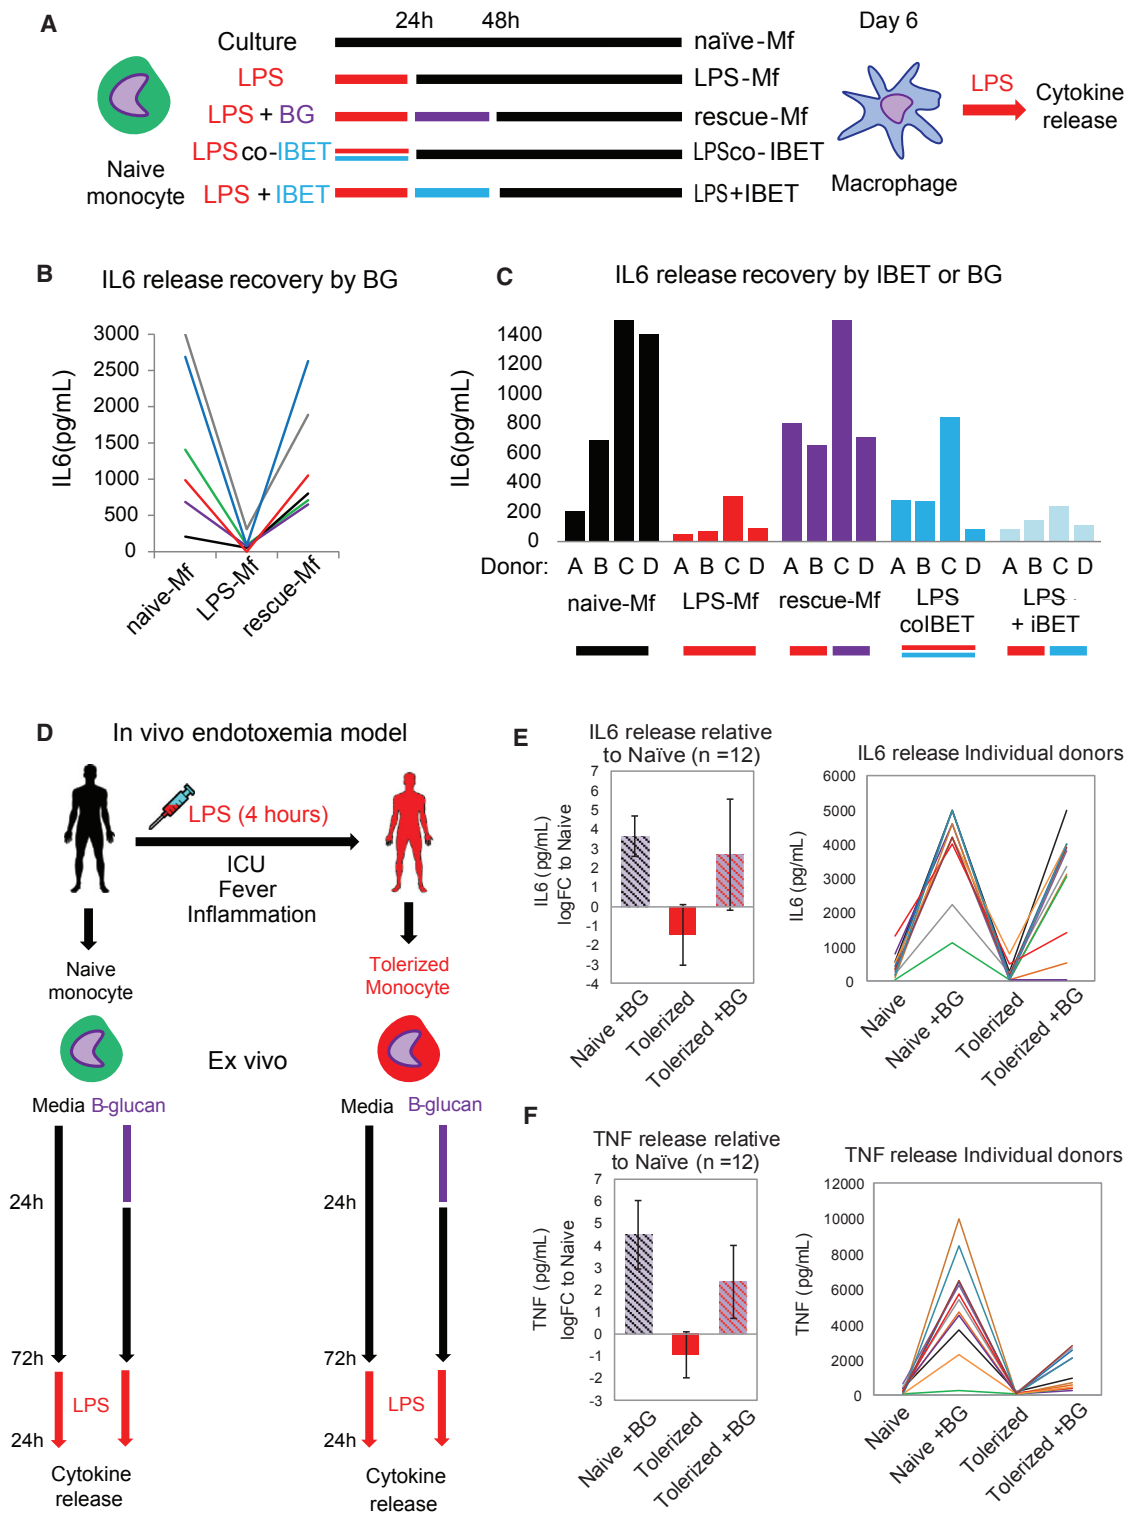 A
24h 48h Day 6
Culture naïve-Mf
LPS LPS-Mf
LPS + BG rescue-Mf
LPS co-IBET LPSco-IBET
LPS + IBET LPS+IBET
Naive
monocyte
Macrophage
LPS
Cytokine
release
B
IL6 release recovery by BG
IL6(pg/mL)
3000
2500
2000
1500
1000
500
0
naive-Mf LPS-Mf rescue-Mf
C
IL6 release recovery by IBET or BG
IL6(pg/mL)
1400
1200
1000
800
600
400
200
0
Donor: A B C D A B C D A B C D A B C D A B C D
naive-Mf LPS-Mf rescue-Mf LPS LPS
coIBET + iBET
D
In vivo endotoxemia model
LPS (4 hours)
ICU
Fever
Inflammation
Naive
monocyte
Tolerized
Monocyte
Ex vivo
Media B-glucan Media B-glucan
24h 24h
72h 72h
LPS LPS
24h 24h
Cytokine
release
Cytokine
release
E
IL6 release relative
to Naïve (n =12)
IL6 (pg/mL)
logFC to Naive
7
6
5
4
3
2
1
0
-1
-2
-3
-4
Naive +BG Tolerized Tolerized +BG
IL6 release Individual donors
IL6 (pg/mL)
6000
5000
4000
3000
2000
1000
0
Naive Naive +BG Tolerized Tolerized +BG
F
TNF release relative
to Naïve (n =12)
TNF (pg/mL)
logFC to Naive
7
6
5
4
3
2
1
0
-1
-2
-3
Naive +BG Tolerized Tolerized +BG
TNF release Individual donors
TNF (pg/mL)
12000
10000
8000
6000
4000
2000
0
Naive Naive +BG Tolerized Tolerized +BG